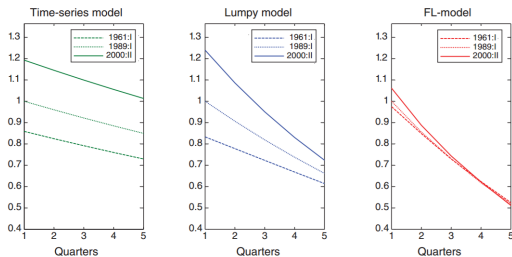 Time-series model
1.3
1.2
1.1
1
0.9
0.8
0.7
0.6
0.5
0.4
1 2 3 4 5
Quarters
1961:I
1989:I
2000:II
Lumpy model
1.3
1.2
1.1
1
0.9
0.8
0.7
0.6
0.5
0.4
1 2 3 4 5
Quarters
1961:I
1989:I
2000:II
FL-model
1.3
1.2
1.1
1
0.9
0.8
0.7
0.6
0.5
0.4
1 2 3 4 5
Quarters
1961:I
1989:I
2000:II